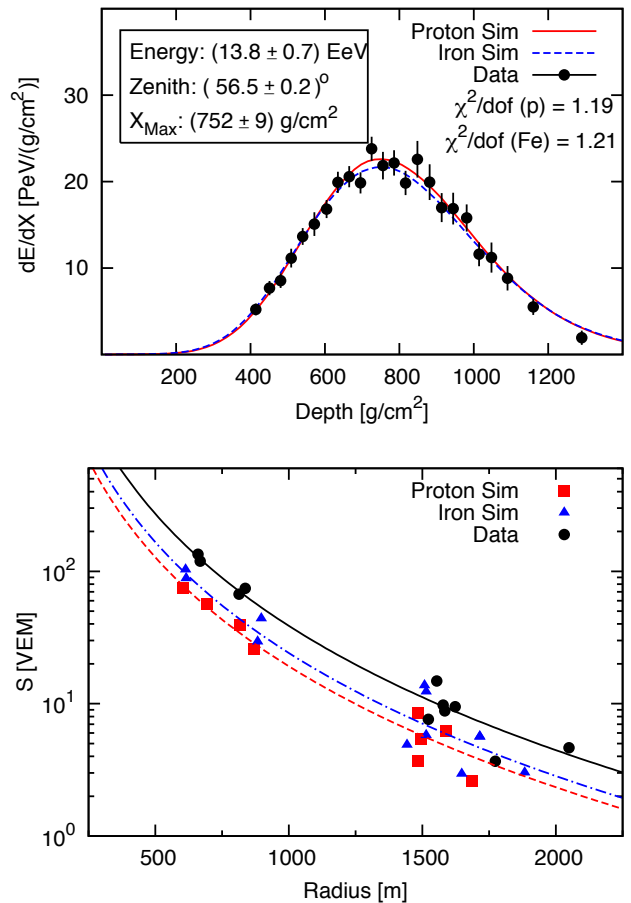 Proton Sim
Iron Sim
Data
χ²/dof (p) = 1.19
χ²/dof (Fe) = 1.21
Energy: (13.8 ± 0.7) EeV
Zenith: ( 56.5 ± 0.2)º
X_Max: (752 ± 9) g/cm²
dE/dX [PeV/(g/cm²)]
30
20
10
200 400 600 800 1000 1200
Depth [g/cm²]
Proton Sim
Iron Sim
Data
S [VEM]
10²
10¹
10⁰
500 1000 1500 2000
Radius [m]